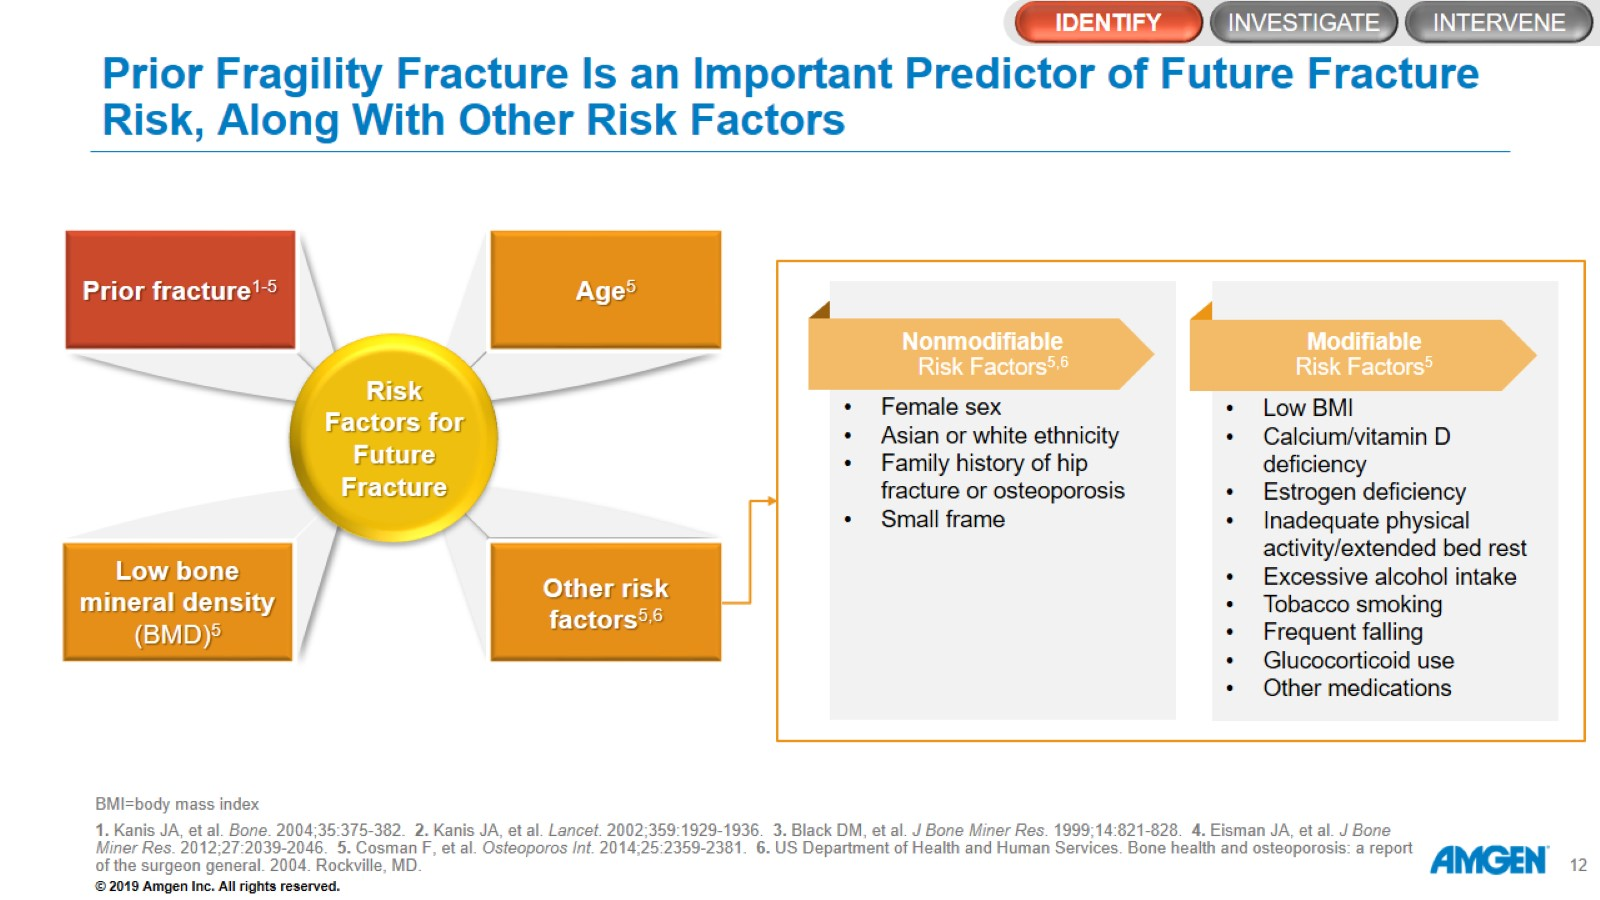 IDENTIFY
INVESTIGATE
INTERVENE
Prior Fragility Fracture Is an Important Predictor of Future Fracture
Risk, Along With Other Risk Factors
Prior fracture1-5
Age5
Risk
Factors for
Future
Fracture
Low bone
mineral density
(BMD)5
Other risk
factors5,6
Nonmodifiable
Risk Factors5,6
• Female sex
• Asian or white ethnicity
• Family history of hip
fracture or osteoporosis
• Small frame
Modifiable
Risk Factors5
• Low BMI
• Calcium/vitamin D
deficiency
• Estrogen deficiency
• Inadequate physical
activity/extended bed rest
• Excessive alcohol intake
• Tobacco smoking
• Frequent falling
• Glucocorticoid use
• Other medications
BMI=body mass index
1. Kanis JA, et al. Bone. 2004;35:375-382. 2. Kanis JA, et al. Lancet. 2002;359:1929-1936. 3. Black DM, et al. J Bone Miner Res. 1999;14:821-828. 4. Eisman JA, et al. J Bone
Miner Res. 2012;27:2039-2046. 5. Cosman F, et al. Osteoporos Int. 2014;25:2359-2381. 6. US Department of Health and Human Services. Bone health and osteoporosis: a report
of the surgeon general. 2004. Rockville, MD.
© 2019 Amgen Inc. All rights reserved.
AMGEN
12